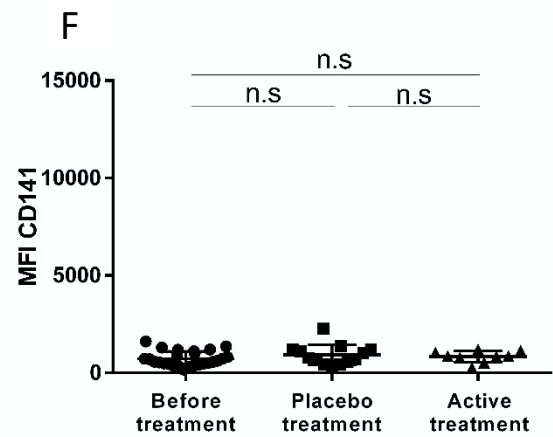 F
n.s
n.s n.s
15000
10000
5000
0
MFI CD141
Before treatment
Placebo treatment
Active treatment